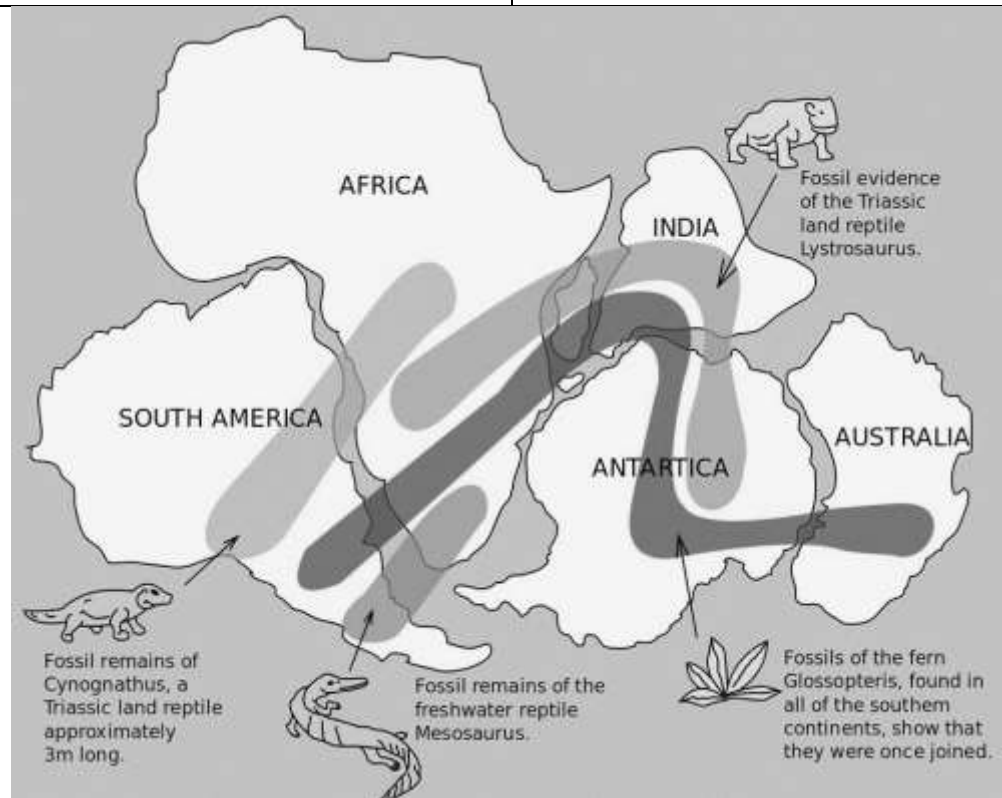 AFRICA
INDIA
Fossil evidence
of the Triassic
land reptile
Lystrosaurus.
SOUTH AMERICA
ANTARTICA
AUSTRALIA
Fossil remains of
Cynognathus, a
Triassic land reptile
approximately
3m long.
Fossil remains of the
freshwater reptile
Mesosaurus.
Fossils of the fern
Glossopteris, found in
all of the southern
continents, show that
they were once joined.